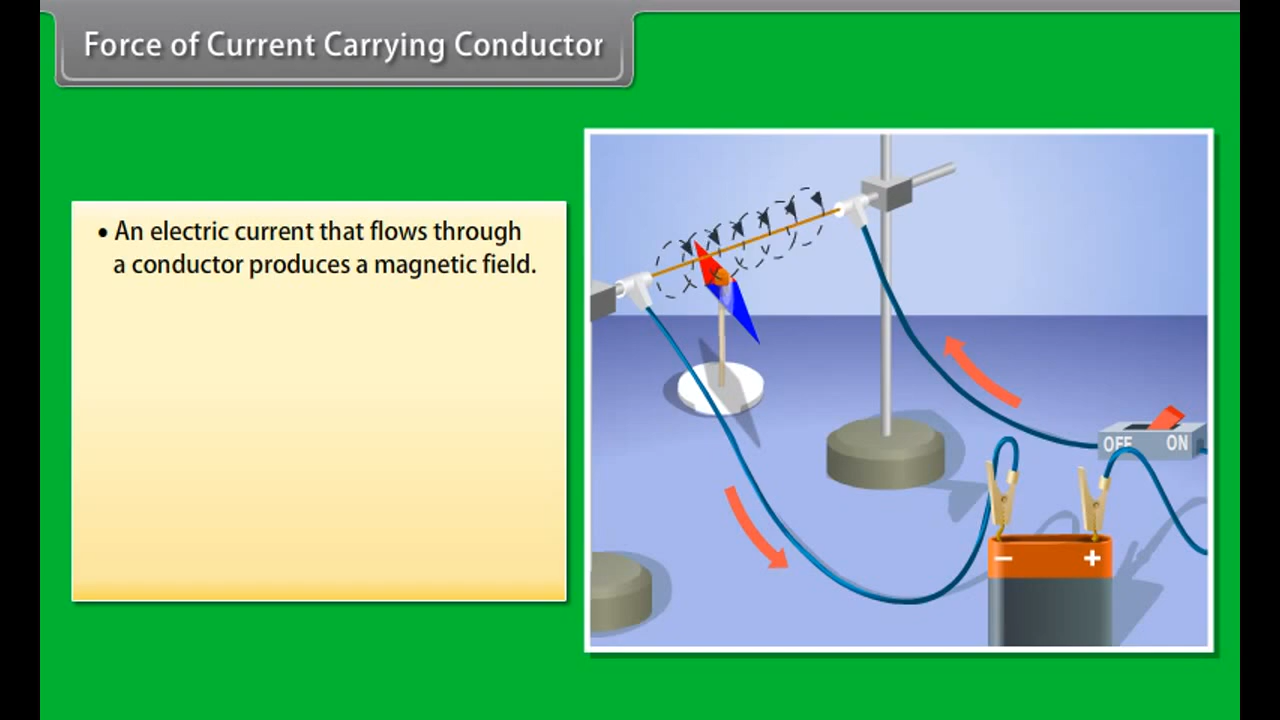 Force of Current Carrying Conductor
• An electric current that flows through
a conductor produces a magnetic field.
OFF ON
− +